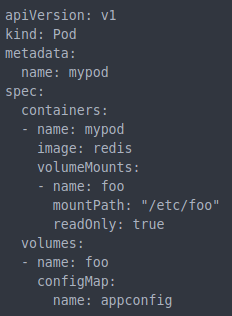 apiVersion: v1
kind: Pod
metadata:
  name: mypod
spec:
  containers:
  - name: mypod
    image: redis
    volumeMounts:
    - name: foo
      mountPath: "/etc/foo"
      readOnly: true
  volumes:
  - name: foo
    configMap:
      name: appconfig